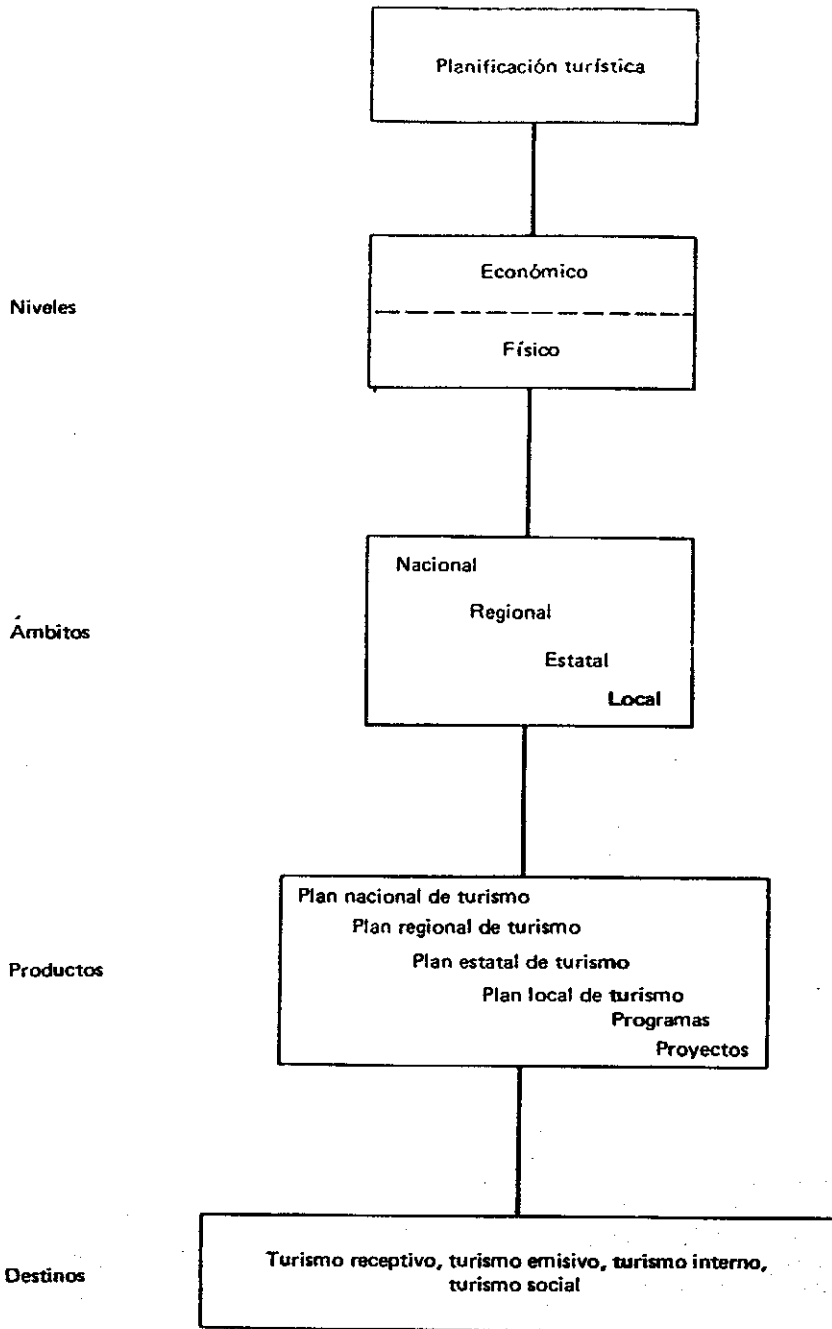 Planificación turística
Niveles
Económico
Físico
Ámbitos
Nacional
Regional
Estatal
Local
Productos
Plan nacional de turismo
Plan regional de turismo
Plan estatal de turismo
Plan local de turismo
Programas
Proyectos
Destinos
Turismo receptivo, turismo emisivo, turismo interno,
turismo social